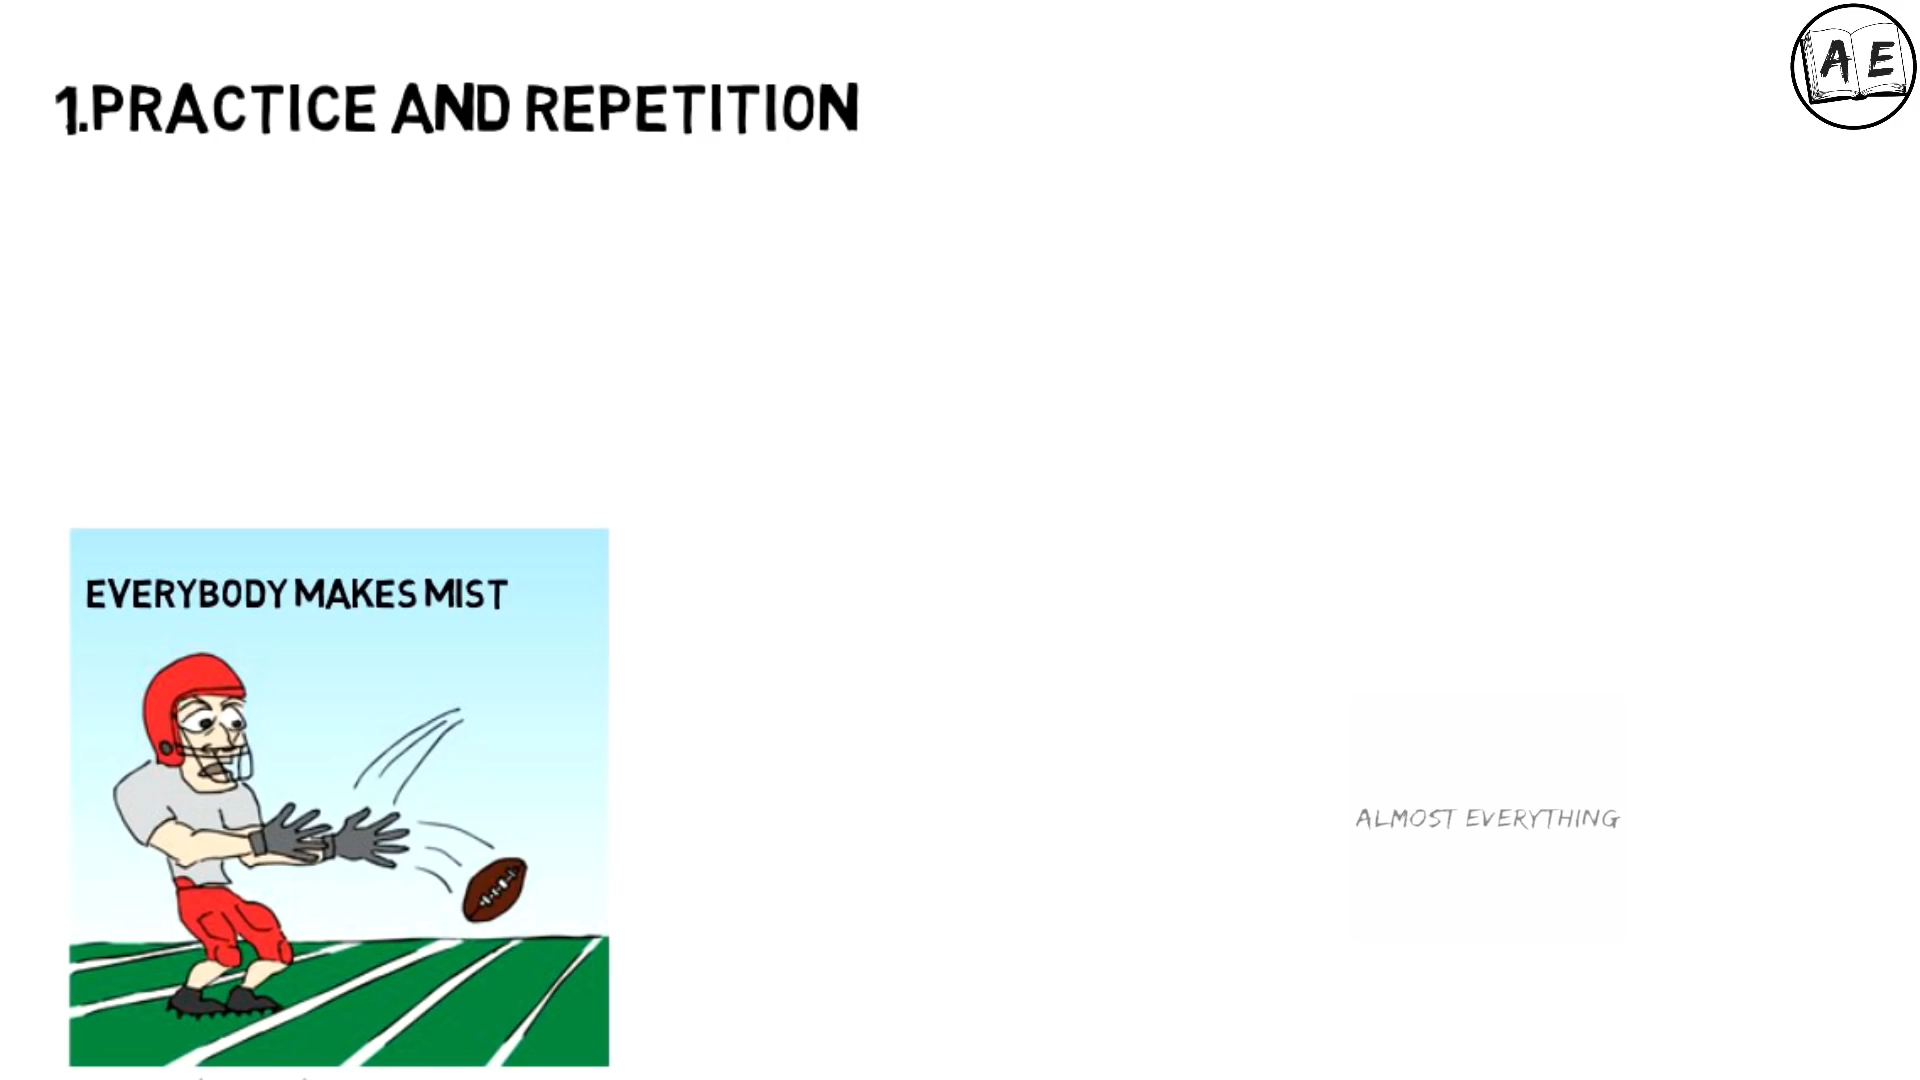 1.PRACTICE AND REPETITION
A E
EVERYBODY MAKES MIST
ALMOST EVERYTHING